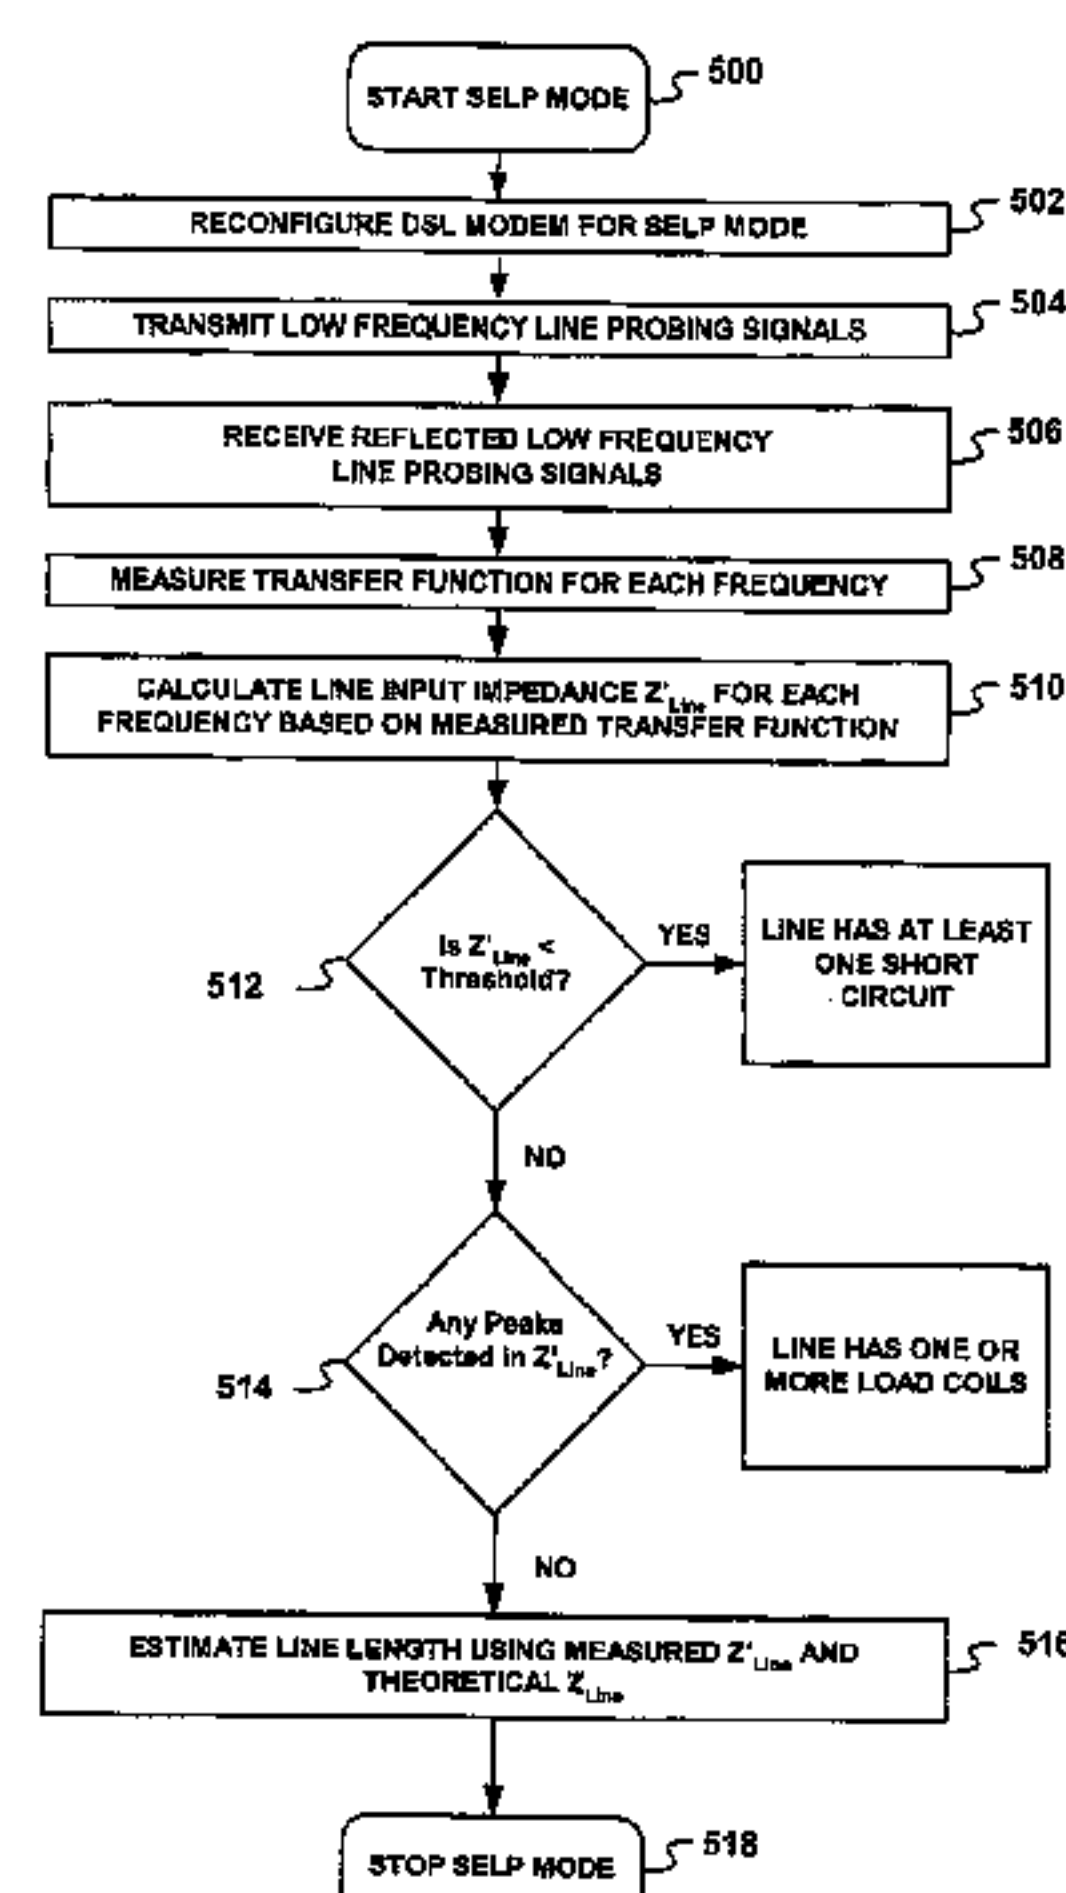 START SELP MODE
500
RECONFIGURE DSL MODEM FOR SELP MODE
502
TRANSMIT LOW FREQUENCY LINE PROBING SIGNALS
504
RECEIVE REFLECTED LOW FREQUENCY
LINE PROBING SIGNALS
506
MEASURE TRANSFER FUNCTION FOR EACH FREQUENCY
508
CALCULATE LINE INPUT IMPEDANCE Z'Line FOR EACH
FREQUENCY BASED ON MEASURED TRANSFER FUNCTION
510
Is Z'Line <
Threshold?
512
YES
LINE HAS AT LEAST
ONE SHORT
CIRCUIT
NO
Any Peaks
Detected in Z'Line?
514
YES
LINE HAS ONE OR
MORE LOAD COILS
NO
ESTIMATE LINE LENGTH USING MEASURED Z'Line AND
THEORETICAL ZLine
516
STOP SELP MODE
518